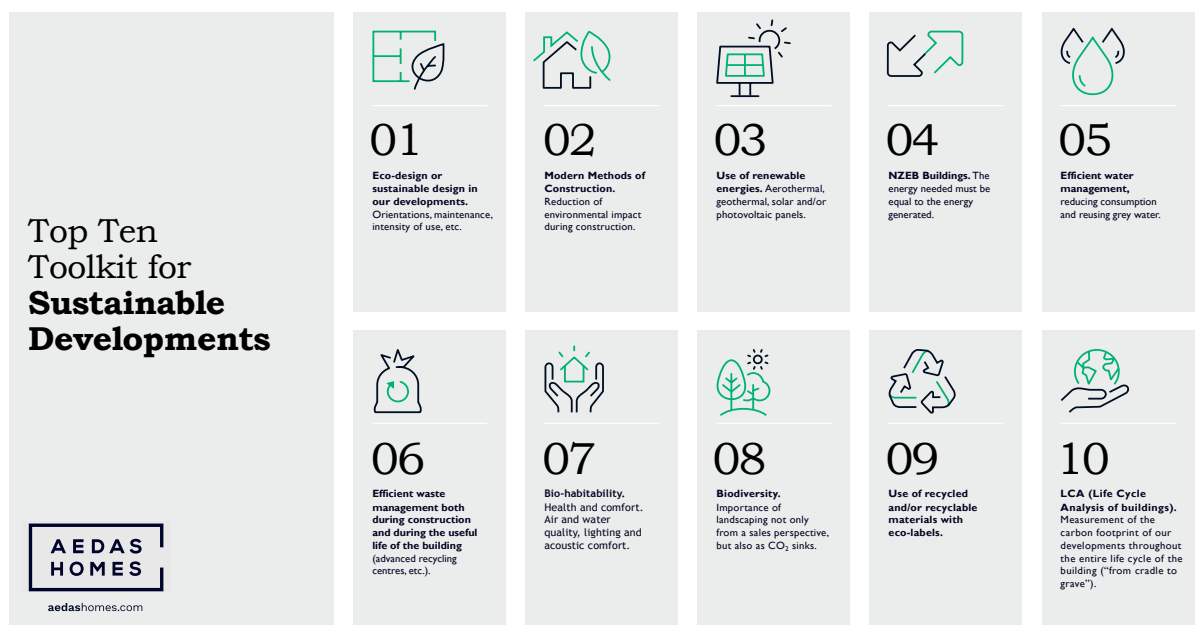 Top Ten
Toolkit for
Sustainable
Developments
AEDAS
HOMES
aedashomes.com
01
Eco-design or
sustainable design in
our developments.
Orientations, maintenance,
intensity of use, etc.
02
Modern Methods of
Construction.
Reduction of
environmental impact
during construction.
03
Use of renewable
energies. Aerothermal,
geothermal, solar and/or
photovoltaic panels.
04
NZEB Buildings. The
energy needed must be
equal to the energy
generated.
05
Efficient water
management,
reducing consumption
and reusing grey water.
06
Efficient waste
management both
during construction
and during the useful
life of the building
(advanced recycling
centres, etc.).
07
Bio-habitability.
Health and comfort.
Air and water
quality, lighting and
acoustic comfort.
08
Biodiversity.
Importance of
landscaping not only
from a sales perspective,
but also as CO₂ sinks.
09
Use of recycled
and/or recyclable
materials with
eco-labels.
10
LCA (Life Cycle
Analysis of buildings).
Measurement of the
carbon footprint of our
developments throughout
the entire life cycle of the
building (“from cradle to
grave”).